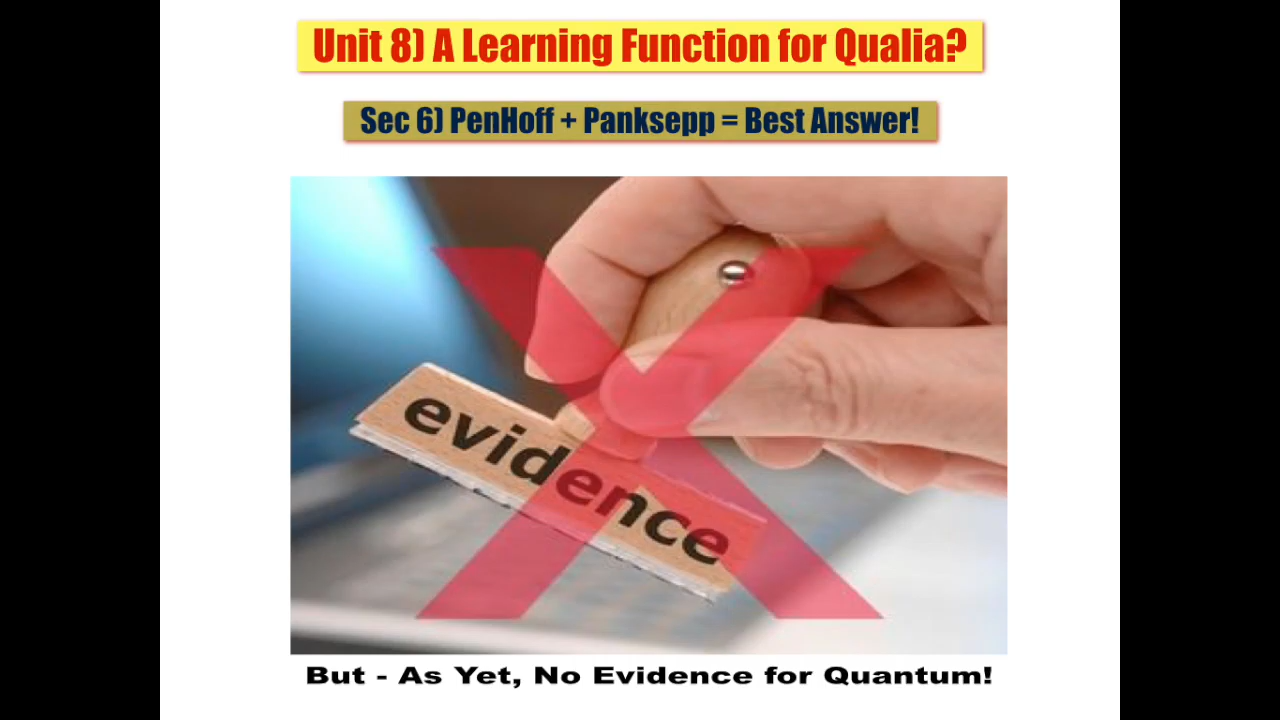 Unit 8) A Learning Function for Qualia?
Sec 6) PenHoff + Panksepp = Best Answer!
evidence
But - As Yet, No Evidence for Quantum!